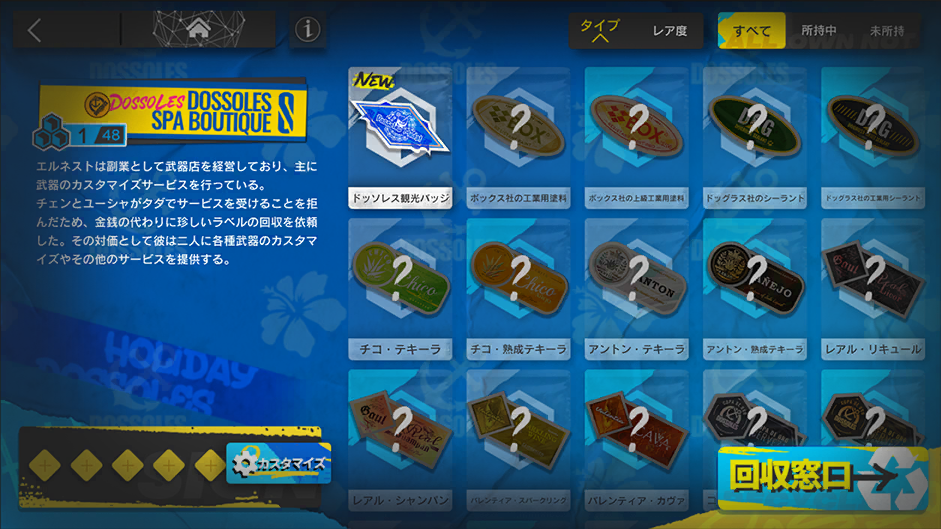 タイプ
レア度
すべて
所持中
未所持
DOSSOLES DOSSOLES
SPA BOUTIQUE
1 /48
エルネストは副業として武器店を経営しており、主に
武器のカスタマイズサービスを行っている。
チェンとユーシャがタダでサービスを受けることを拒
んだため、金銭の代わりに珍しいラベルの回収を依頼
した。その対価として彼は二人に各種武器のカスタマ
イズやその他のサービスを提供する。
NEW
ドッソレス観光バッジ
ボックス社の工業用塗料
ボックス社の上級工業用塗料
ドッグラス社のシーラント
ドッグラス社の工業用シーラント
チコ・テキーラ
チコ・熟成テキーラ
アントン・テキーラ
アントン・熟成テキーラ
レアル・リキュール
レアル・シャンパン
バレンティア・スパークリング
バレンティア・カヴァ
HOLIDAY
DOSSOLES
カスタマイズ
回収窓口